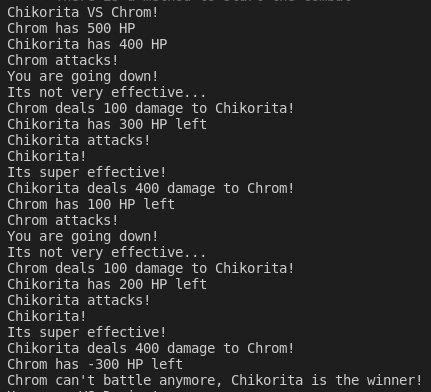 Chikorita VS Chrom!
Chrom has 500 HP
Chikorita has 400 HP
Chrom attacks!
You are going down!
Its not very effective...
Chrom deals 100 damage to Chikorita!
Chikorita has 300 HP left
Chikorita attacks!
Chikorita!
Its super effective!
Chikorita deals 400 damage to Chrom!
Chrom has 100 HP left
Chrom attacks!
You are going down!
Its not very effective...
Chrom deals 100 damage to Chikorita!
Chikorita has 200 HP left
Chikorita attacks!
Chikorita!
Its super effective!
Chikorita deals 400 damage to Chrom!
Chrom has -300 HP left
Chrom can't battle anymore, Chikorita is the winner!